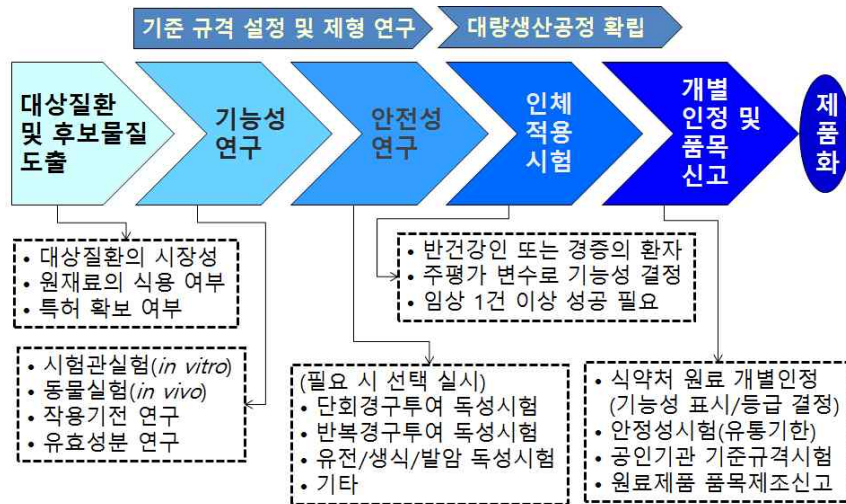 기준 규격 설정 및 제형 연구
대량생산공정 확립
대상질환
및 후보물질
도출
기능성
연구
안전성
연구
인체
적용
시험
개별
인정 및
품목
신고
제
품
화
• 대상질환의 시장성
• 원재료의 식용 여부
• 특허 확보 여부
• 시험관실험(in vitro)
• 동물실험(in vivo)
• 작용기전 연구
• 유효성분 연구
(필요 시 선택 실시)
• 단회경구투여 독성시험
• 반복경구투여 독성시험
• 유전/생식/발암 독성시험
• 기타
• 반건강인 또는 경증의 환자
• 주평가 변수로 기능성 결정
• 임상 1건 이상 성공 필요
• 식약처 원료 개별인정
(기능성 표시/등급 결정)
• 안정성시험(유통기한)
• 공인기관 기준규격시험
• 원료제품 품목제조신고